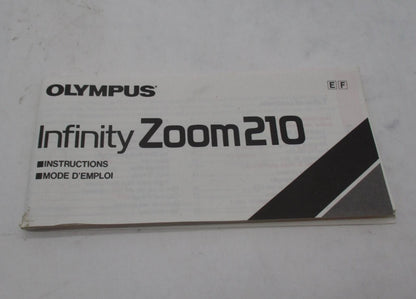 OLYMPUS
E F
Infinity Zoom 210
■INSTRUCTIONS
■MODE D'EMPLOI